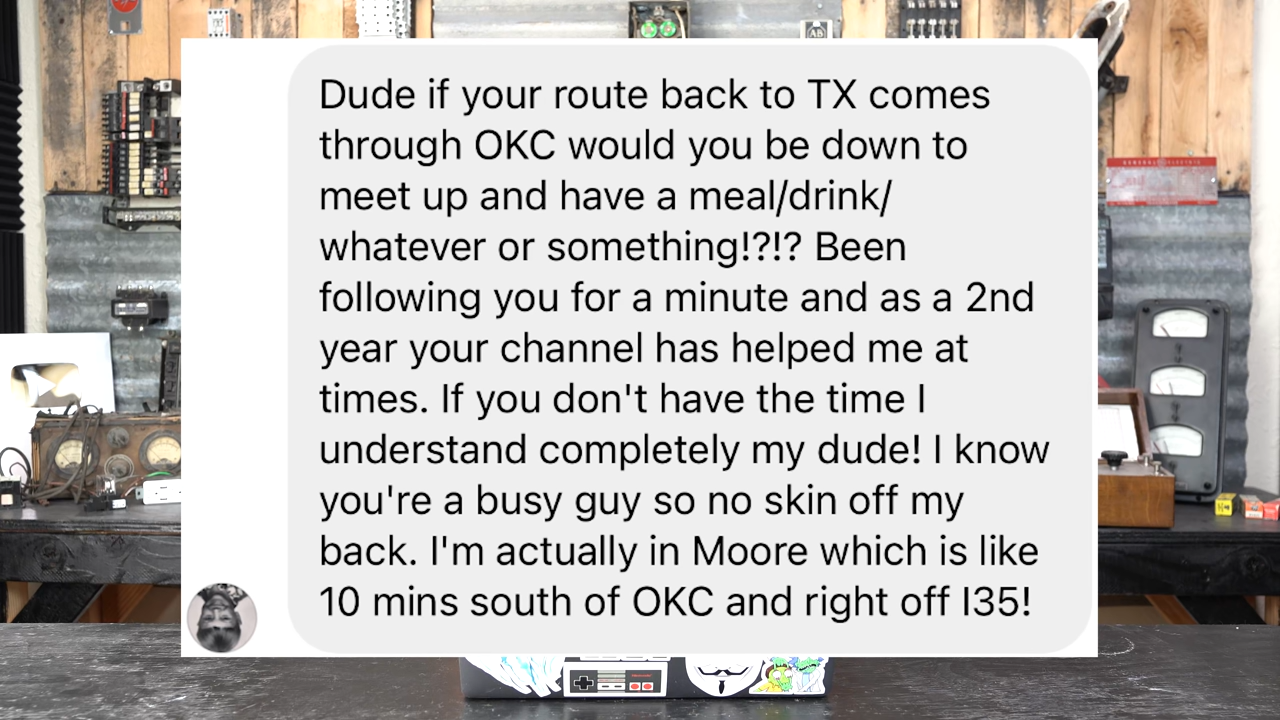 AB
GENERAL ELECTRIC
Dude if your route back to TX comes
through OKC would you be down to
meet up and have a meal/drink/
whatever or something!?!? Been
following you for a minute and as a 2nd
year your channel has helped me at
times. If you don't have the time I
understand completely my dude! I know
you're a busy guy so no skin off my
back. I'm actually in Moore which is like
10 mins south of OKC and right off I35!